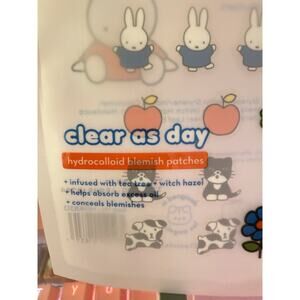 clear as day
hydrocolloid blemish patches
+ infused with tea tree + witch hazel
+ helps absorb excess oil
+ conceals blemishes